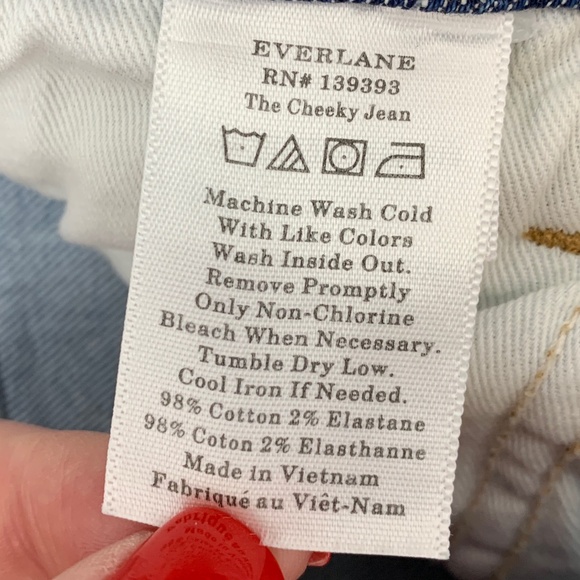 EVERLANE
RN# 139393
The Cheeky Jean
Machine Wash Cold
With Like Colors
Wash Inside Out.
Remove Promptly
Only Non-Chlorine
Bleach When Necessary.
Tumble Dry Low.
Cool Iron If Needed.
98% Cotton 2% Elastane
98% Coton 2% Elasthanne
Made in Vietnam
Fabriqué au Viêt-Nam